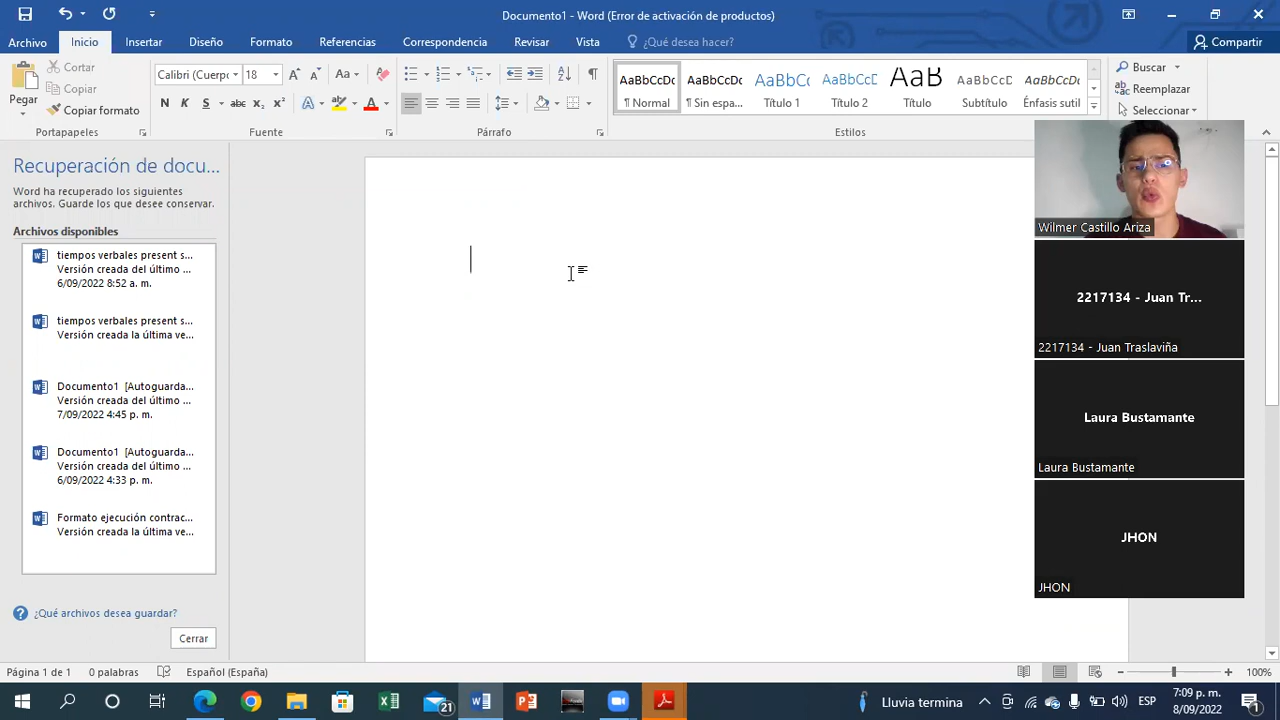 Documento1 - Word (Error de activación de productos)
Archivo Inicio Insertar Diseño Formato Referencias Correspondencia Revisar Vista ¿Qué desea hacer? Compartir
Pegar
Cortar
Copiar
Copiar formato
Portapapeles
Calibri (Cuerpo 18
N K S abc x₂ x²
Fuente
Párrafo
AaBbCcDc AaBbCcDc AaBbCcD AaBbCcD AaB AaBbCcD AaBbCcDc
¶ Normal ¶ Sin espa... Título 1 Título 2 Título Subtítulo Énfasis sutil
Estilos
Buscar
Reemplazar
Seleccionar
Recuperación de docu...
Word ha recuperado los siguientes
archivos. Guarde los que desee conservar.
Archivos disponibles
tiempos verbales present s...
Versión creada del último ...
6/09/2022 8:52 a. m.
tiempos verbales present s...
Versión creada la última ve...
Documento1 [Autoguarda...
Versión creada del último ...
7/09/2022 4:45 p. m.
Documento1 [Autoguarda...
Versión creada del último ...
6/09/2022 4:33 p. m.
Formato ejecución contrac...
Versión creada la última ve...
¿Qué archivos desea guardar?
Cerrar
Wilmer Castillo Ariza
2217134 - Juan Tr...
2217134 - Juan Traslaviña
Laura Bustamante
Laura Bustamante
JHON
JHON
Página 1 de 1 0 palabras Español (España) 100%
21
Lluvia termina
ESP
7:09 p. m.
8/09/2022
1